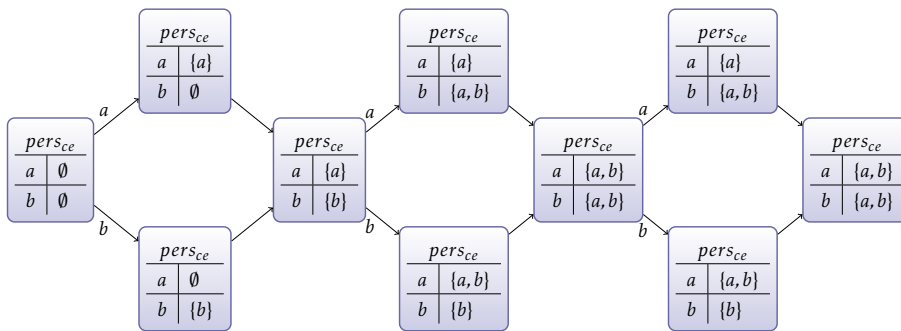 pers_ce
a {a}
b ∅
pers_ce
a {a}
b {a, b}
pers_ce
a {a}
b {a, b}
a
a
a
pers_ce
a ∅
b ∅
pers_ce
a {a}
b {b}
pers_ce
a {a, b}
b {a, b}
pers_ce
a {a, b}
b {a, b}
b
b
b
pers_ce
a ∅
b {b}
pers_ce
a {a, b}
b {b}
pers_ce
a {a, b}
b {b}